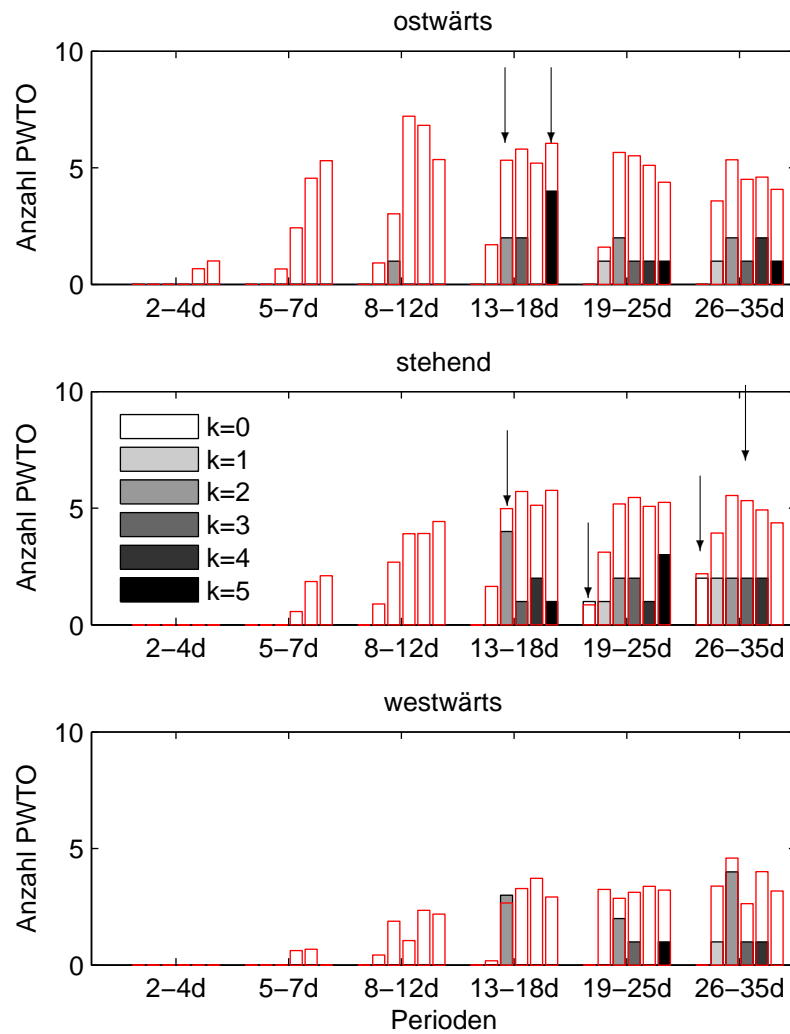 ostwärts
10
5
0
Anzahl PWTO
2−4d 5−7d 8−12d 13−18d 19−25d 26−35d
stehend
10
5
0
Anzahl PWTO
k=0
k=1
k=2
k=3
k=4
k=5
2−4d 5−7d 8−12d 13−18d 19−25d 26−35d
westwärts
10
5
0
Anzahl PWTO
2−4d 5−7d 8−12d 13−18d 19−25d 26−35d
Perioden